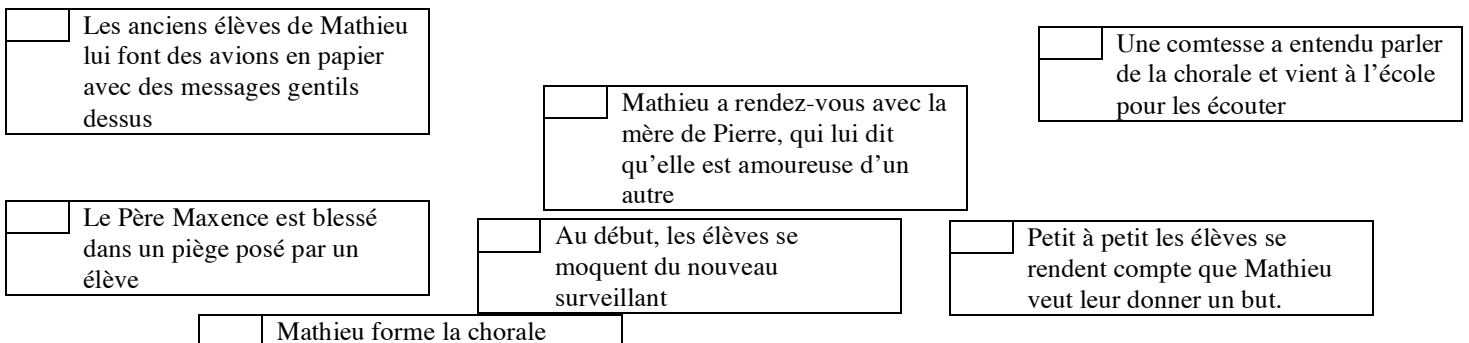 Les anciens élèves de Mathieu
lui font des avions en papier
avec des messages gentils
dessus
Une comtesse a entendu parler
de la chorale et vient à l'école
pour les écouter
Mathieu a rendez-vous avec la
mère de Pierre, qui lui dit
qu'elle est amoureuse d'un
autre
Le Père Maxence est blessé
dans un piège posé par un
élève
Au début, les élèves se
moquent du nouveau
surveillant
Petit à petit les élèves se
rendent compte que Mathieu
veut leur donner un but.
Mathieu forme la chorale